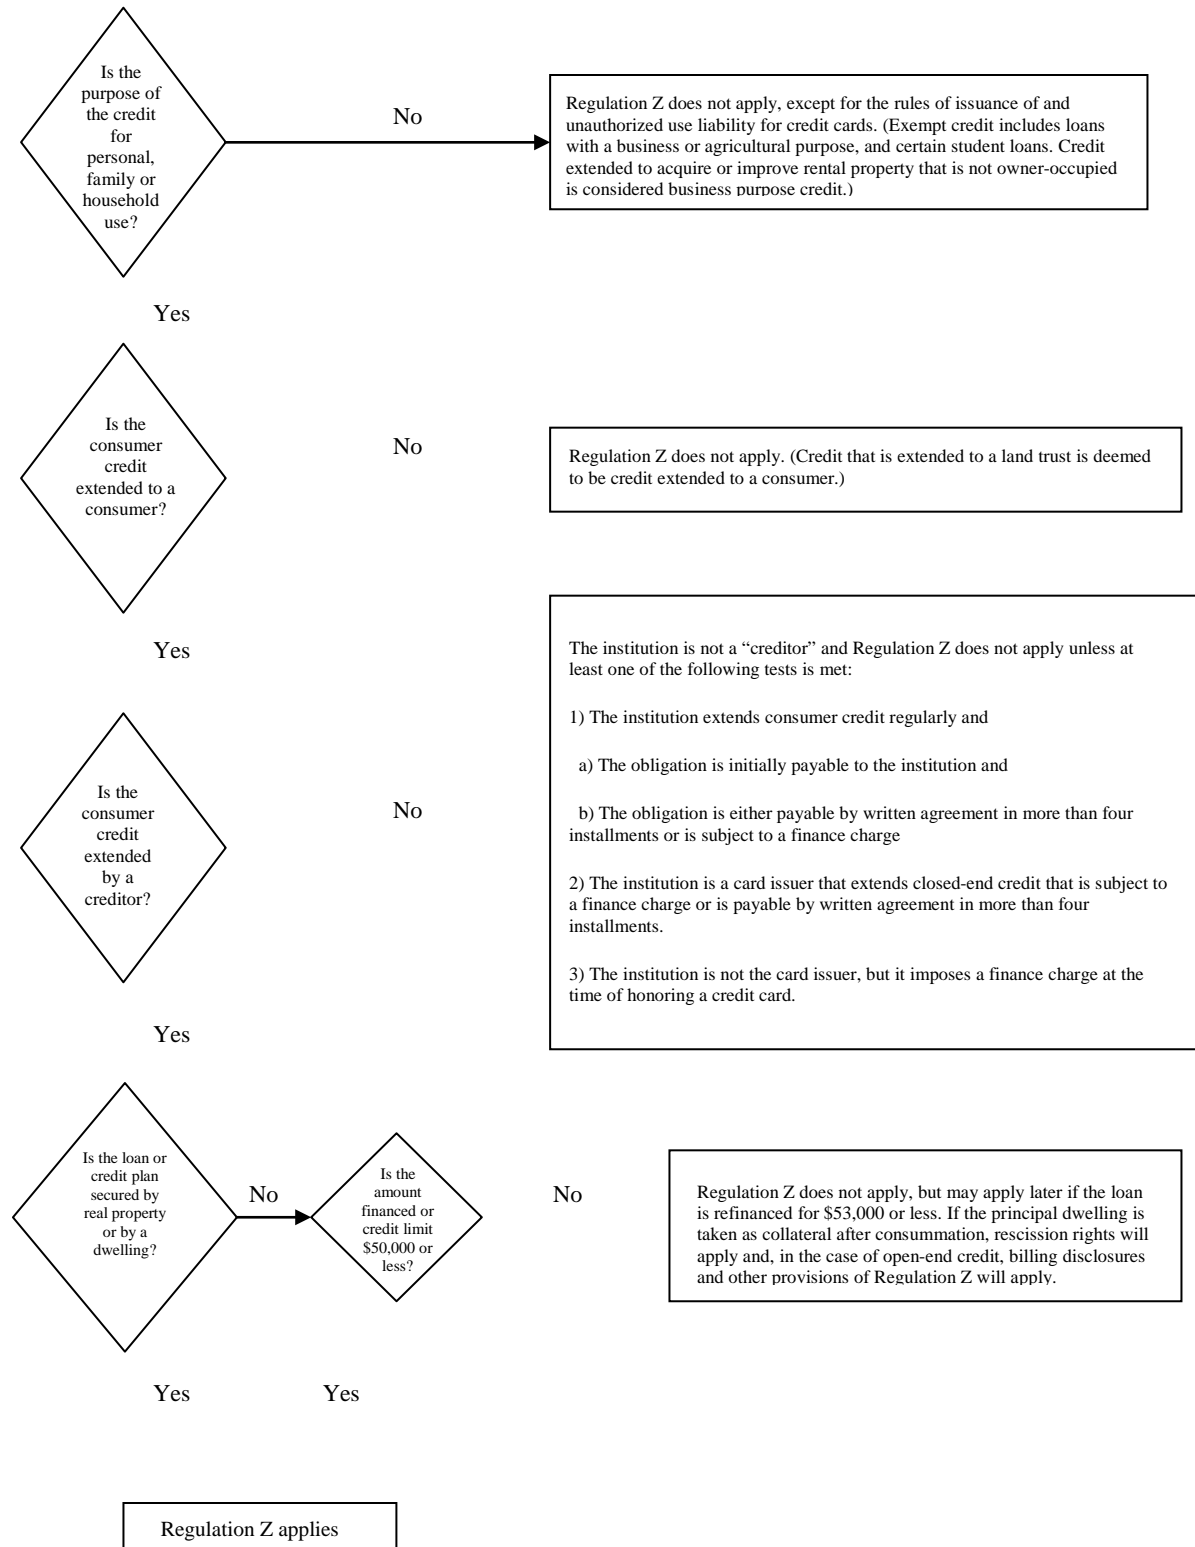 Is the
purpose of
the credit
for
personal,
family or
household
use?
No
Regulation Z does not apply, except for the rules of issuance of and
unauthorized use liability for credit cards. (Exempt credit includes loans
with a business or agricultural purpose, and certain student loans. Credit
extended to acquire or improve rental property that is not owner-occupied
is considered business purpose credit.)
Yes
Is the
consumer
credit
extended to a
consumer?
No
Regulation Z does not apply. (Credit that is extended to a land trust is deemed
to be credit extended to a consumer.)
Yes
Is the
consumer
credit
extended
by a
creditor?
No
The institution is not a “creditor” and Regulation Z does not apply unless at
least one of the following tests is met:
1) The institution extends consumer credit regularly and
a) The obligation is initially payable to the institution and
b) The obligation is either payable by written agreement in more than four
installments or is subject to a finance charge
2) The institution is a card issuer that extends closed-end credit that is subject to
a finance charge or is payable by written agreement in more than four
installments.
3) The institution is not the card issuer, but it imposes a finance charge at the
time of honoring a credit card.
Yes
Is the loan or
credit plan
secured by
real property
or by a
dwelling?
No
Is the
amount
financed or
credit limit
$50,000 or
less?
No
Regulation Z does not apply, but may apply later if the loan
is refinanced for $53,000 or less. If the principal dwelling is
taken as collateral after consummation, rescission rights will
apply and, in the case of open-end credit, billing disclosures
and other provisions of Regulation Z will apply.
Yes
Yes
Regulation Z applies